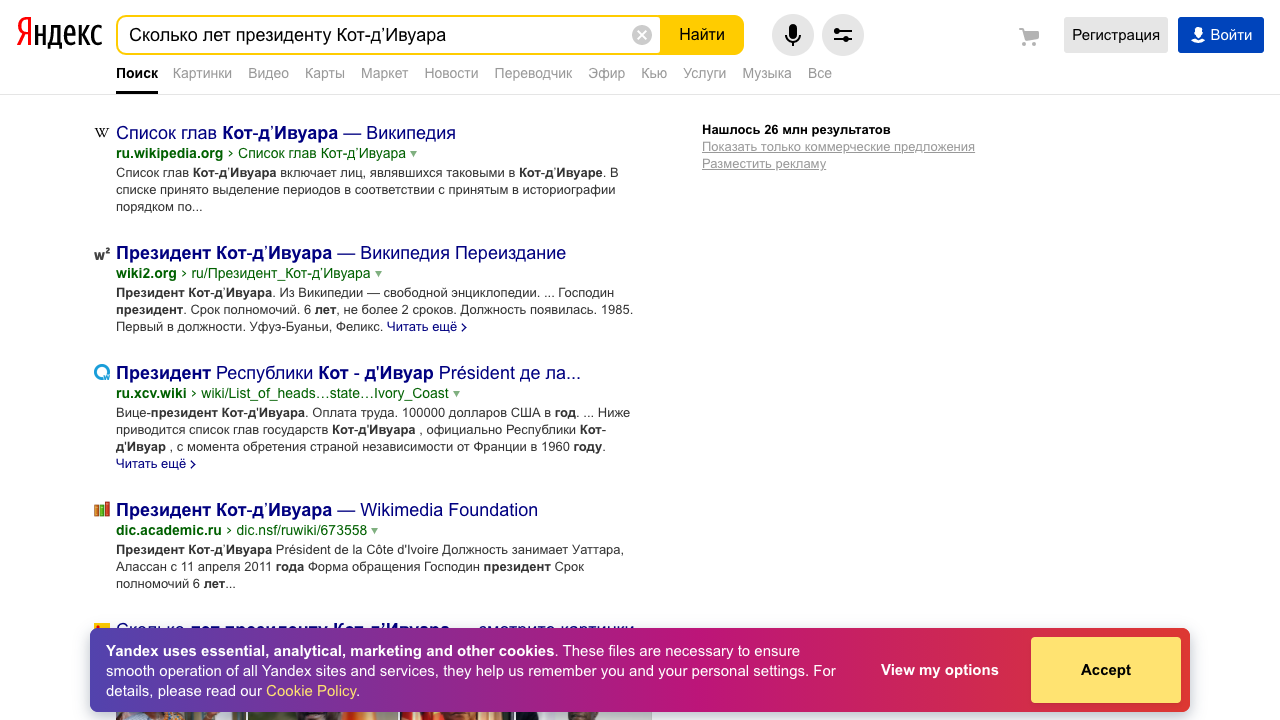 Яндекс
Сколько лет президенту Кот-д’Ивуара
Найти
Регистрация
Войти
Поиск Картинки Видео Карты Маркет Новости Переводчик Эфир Кью Услуги Музыка Все
Список глав Кот-д’Ивуара — Википедия
ru.wikipedia.org › Список глав Кот-д’Ивуара
Список глав Кот-д’Ивуара включает лиц, являвшихся таковыми в Кот-д’Ивуаре. В
списке принято выделение периодов в соответствии с принятым в историографии
порядком по...
Нашлось 26 млн результатов
Показать только коммерческие предложения
Разместить рекламу
Президент Кот-д’Ивуара — Википедия Переиздание
wiki2.org › ru/Президент_Кот-д’Ивуара
Президент Кот-д’Ивуара. Из Википедии — свободной энциклопедии. ... Господин
президент. Срок полномочий. 6 лет, не более 2 сроков. Должность появилась. 1985.
Первый в должности. Уфуэ-Буаньи, Феликс. Читать ещё ›
Президент Республики Кот - д'Ивуар Président де ла...
ru.xcv.wiki › wiki/List_of_heads…state…Ivory_Coast
Вице-президент Кот-д'Ивуара. Оплата труда. 100000 долларов США в год. ... Ниже
приводится список глав государств Кот-д'Ивуара , официально Республики Кот-
д'Ивуар , с момента обретения страной независимости от Франции в 1960 году.
Читать ещё ›
Президент Кот-д’Ивуара — Wikimedia Foundation
dic.academic.ru › dic.nsf/ruwiki/673558
Президент Кот-д’Ивуара Président de la Côte d'Ivoire Должность занимает Уаттара,
Алассан с 11 апреля 2011 года Форма обращения Господин президент Срок
полномочий 6 лет...
Сколько лет президенту Кот-д’Ивуара — смотрите картинки
Yandex uses essential, analytical, marketing and other cookies. These files are necessary to ensure
smooth operation of all Yandex sites and services, they help us remember you and your personal settings. For
details, please read our Cookie Policy.
View my options
Accept